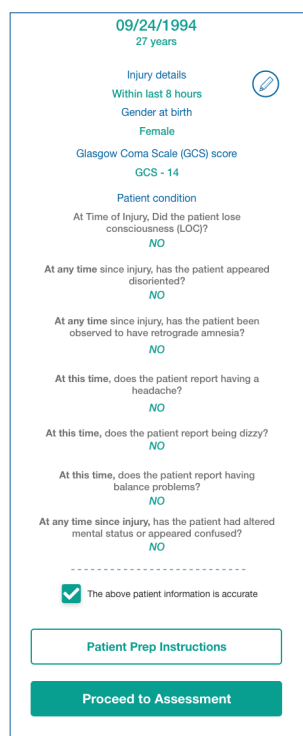 09/24/1994
27 years
Injury details
Within last 8 hours
Gender at birth
Female
Glasgow Coma Scale (GCS) score
GCS - 14
Patient condition
At Time of Injury, Did the patient lose
consciousness (LOC)?
NO
At any time since injury, has the patient appeared
disoriented?
NO
At any time since injury, has the patient been
observed to have retrograde amnesia?
NO
At this time, does the patient report having a
headache?
NO
At this time, does the patient report being dizzy?
NO
At this time, does the patient report having
balance problems?
NO
At any time since injury, has the patient had altered
mental status or appeared confused?
NO
The above patient information is accurate
Patient Prep Instructions
Proceed to Assessment